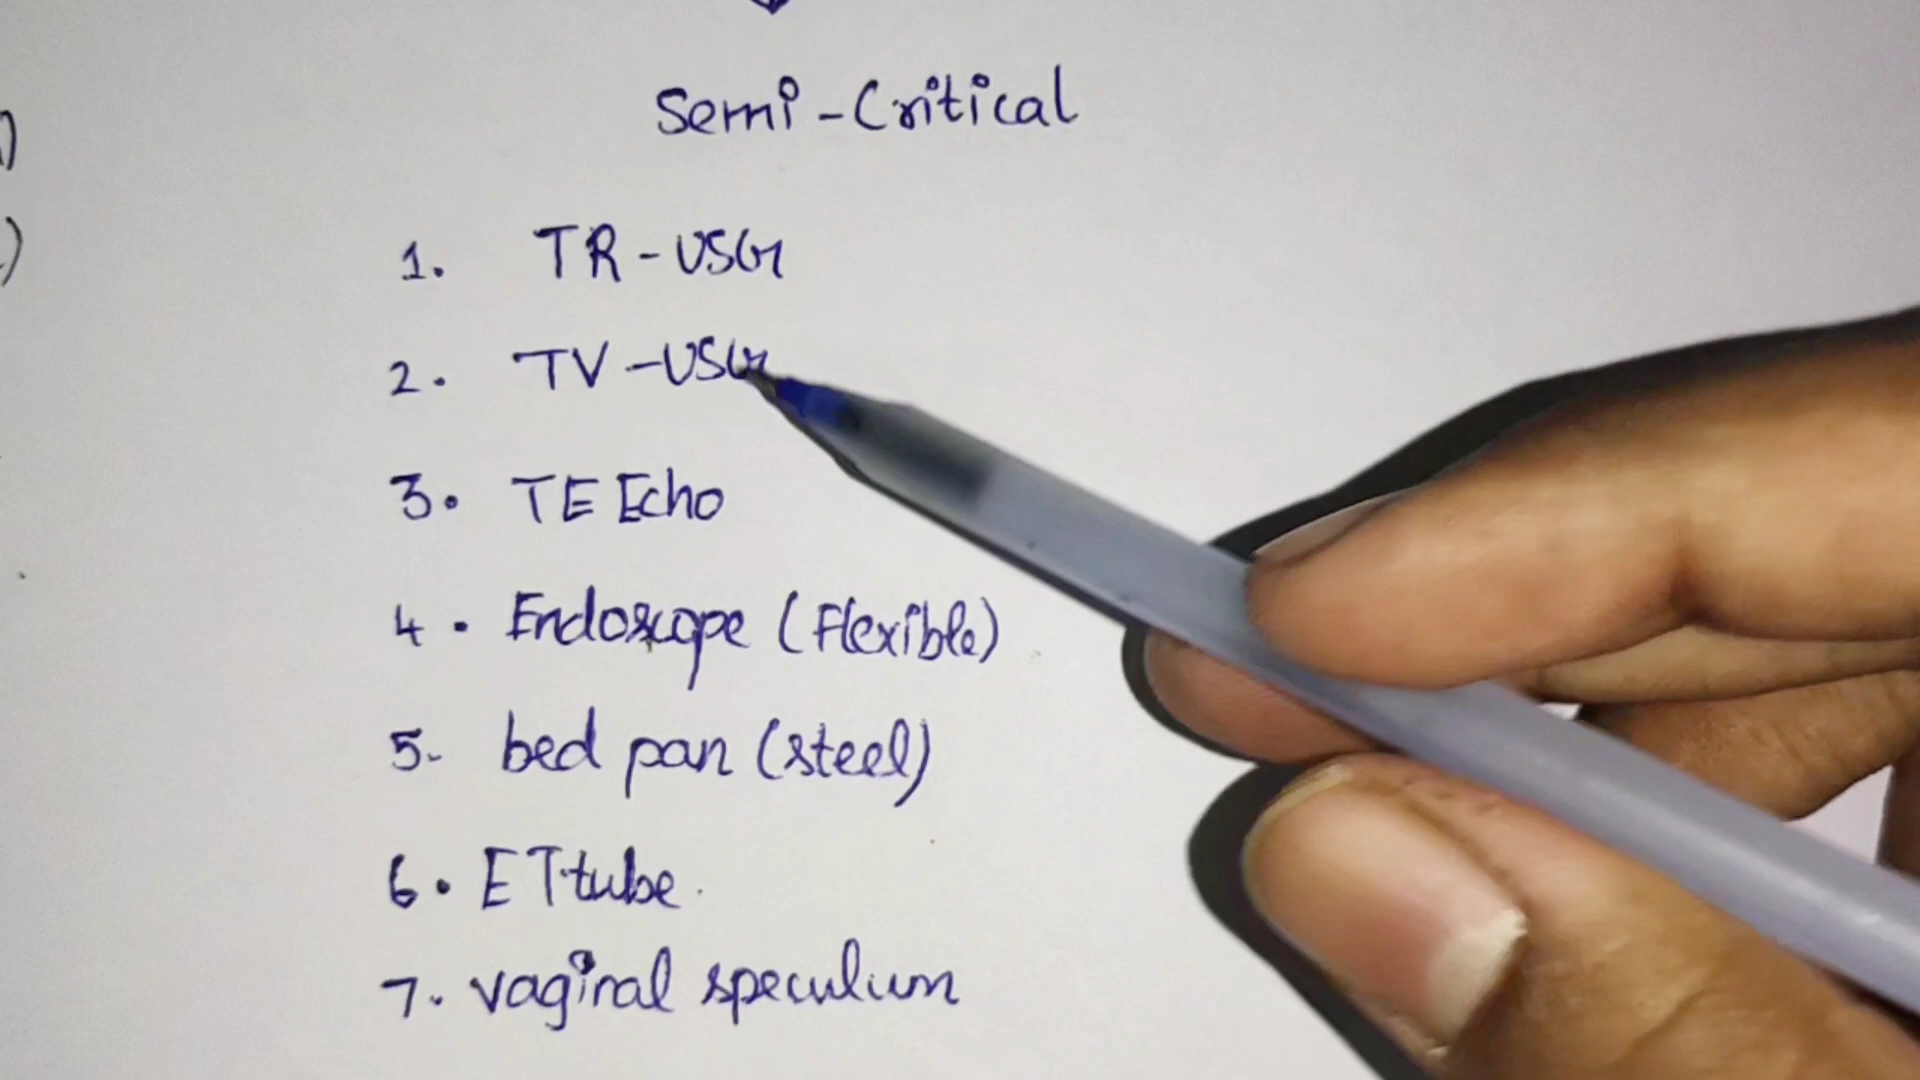 Semi-Critical
1. TR-USG
2. TV-USG
3. TE Echo
4. Endoscope (Flexible)
5. bed pan (steel)
6. ET tube
7. vaginal speculum